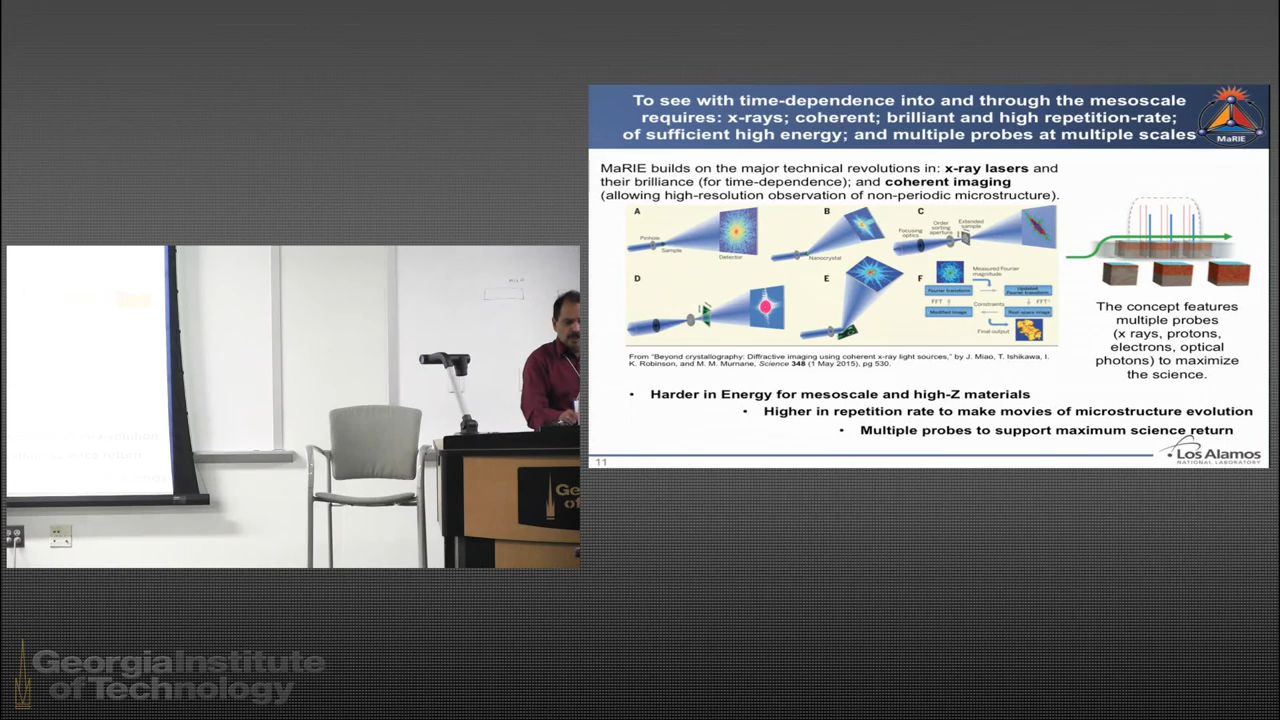 To see with time-dependence into and through the mesoscale
requires: x-rays; coherent; brilliant and high repetition-rate;
of sufficient high energy; and multiple probes at multiple scales
MaRIE
MaRIE builds on the major technical revolutions in: x-ray lasers and
their brilliance (for time-dependence); and coherent imaging
(allowing high-resolution observation of non-periodic microstructure).
A
Pinhole
Sample
Detector
B
Nanocrystal
C
Focusing
optics
Order
sorting
aperture
Extended
sample
D
E
F
Measured Fourier
magnitude
Fourier transform
Updated
Fourier transform
FFT
Constraints
FFT
Modified image
Real-space image
Final output
From "Beyond crystallography: Diffractive imaging using coherent x-ray light sources," by J. Miao, T. Ishikawa, I.
K. Robinson, and M. M. Murnane, Science 348 (1 May 2015), pg 530.
The concept features
multiple probes
(x rays, protons,
electrons, optical
photons) to maximize
the science.
• Harder in Energy for mesoscale and high-Z materials
• Higher in repetition rate to make movies of microstructure evolution
• Multiple probes to support maximum science return
11
Los Alamos
NATIONAL LABORATORY
Georgia Institute
of Technology